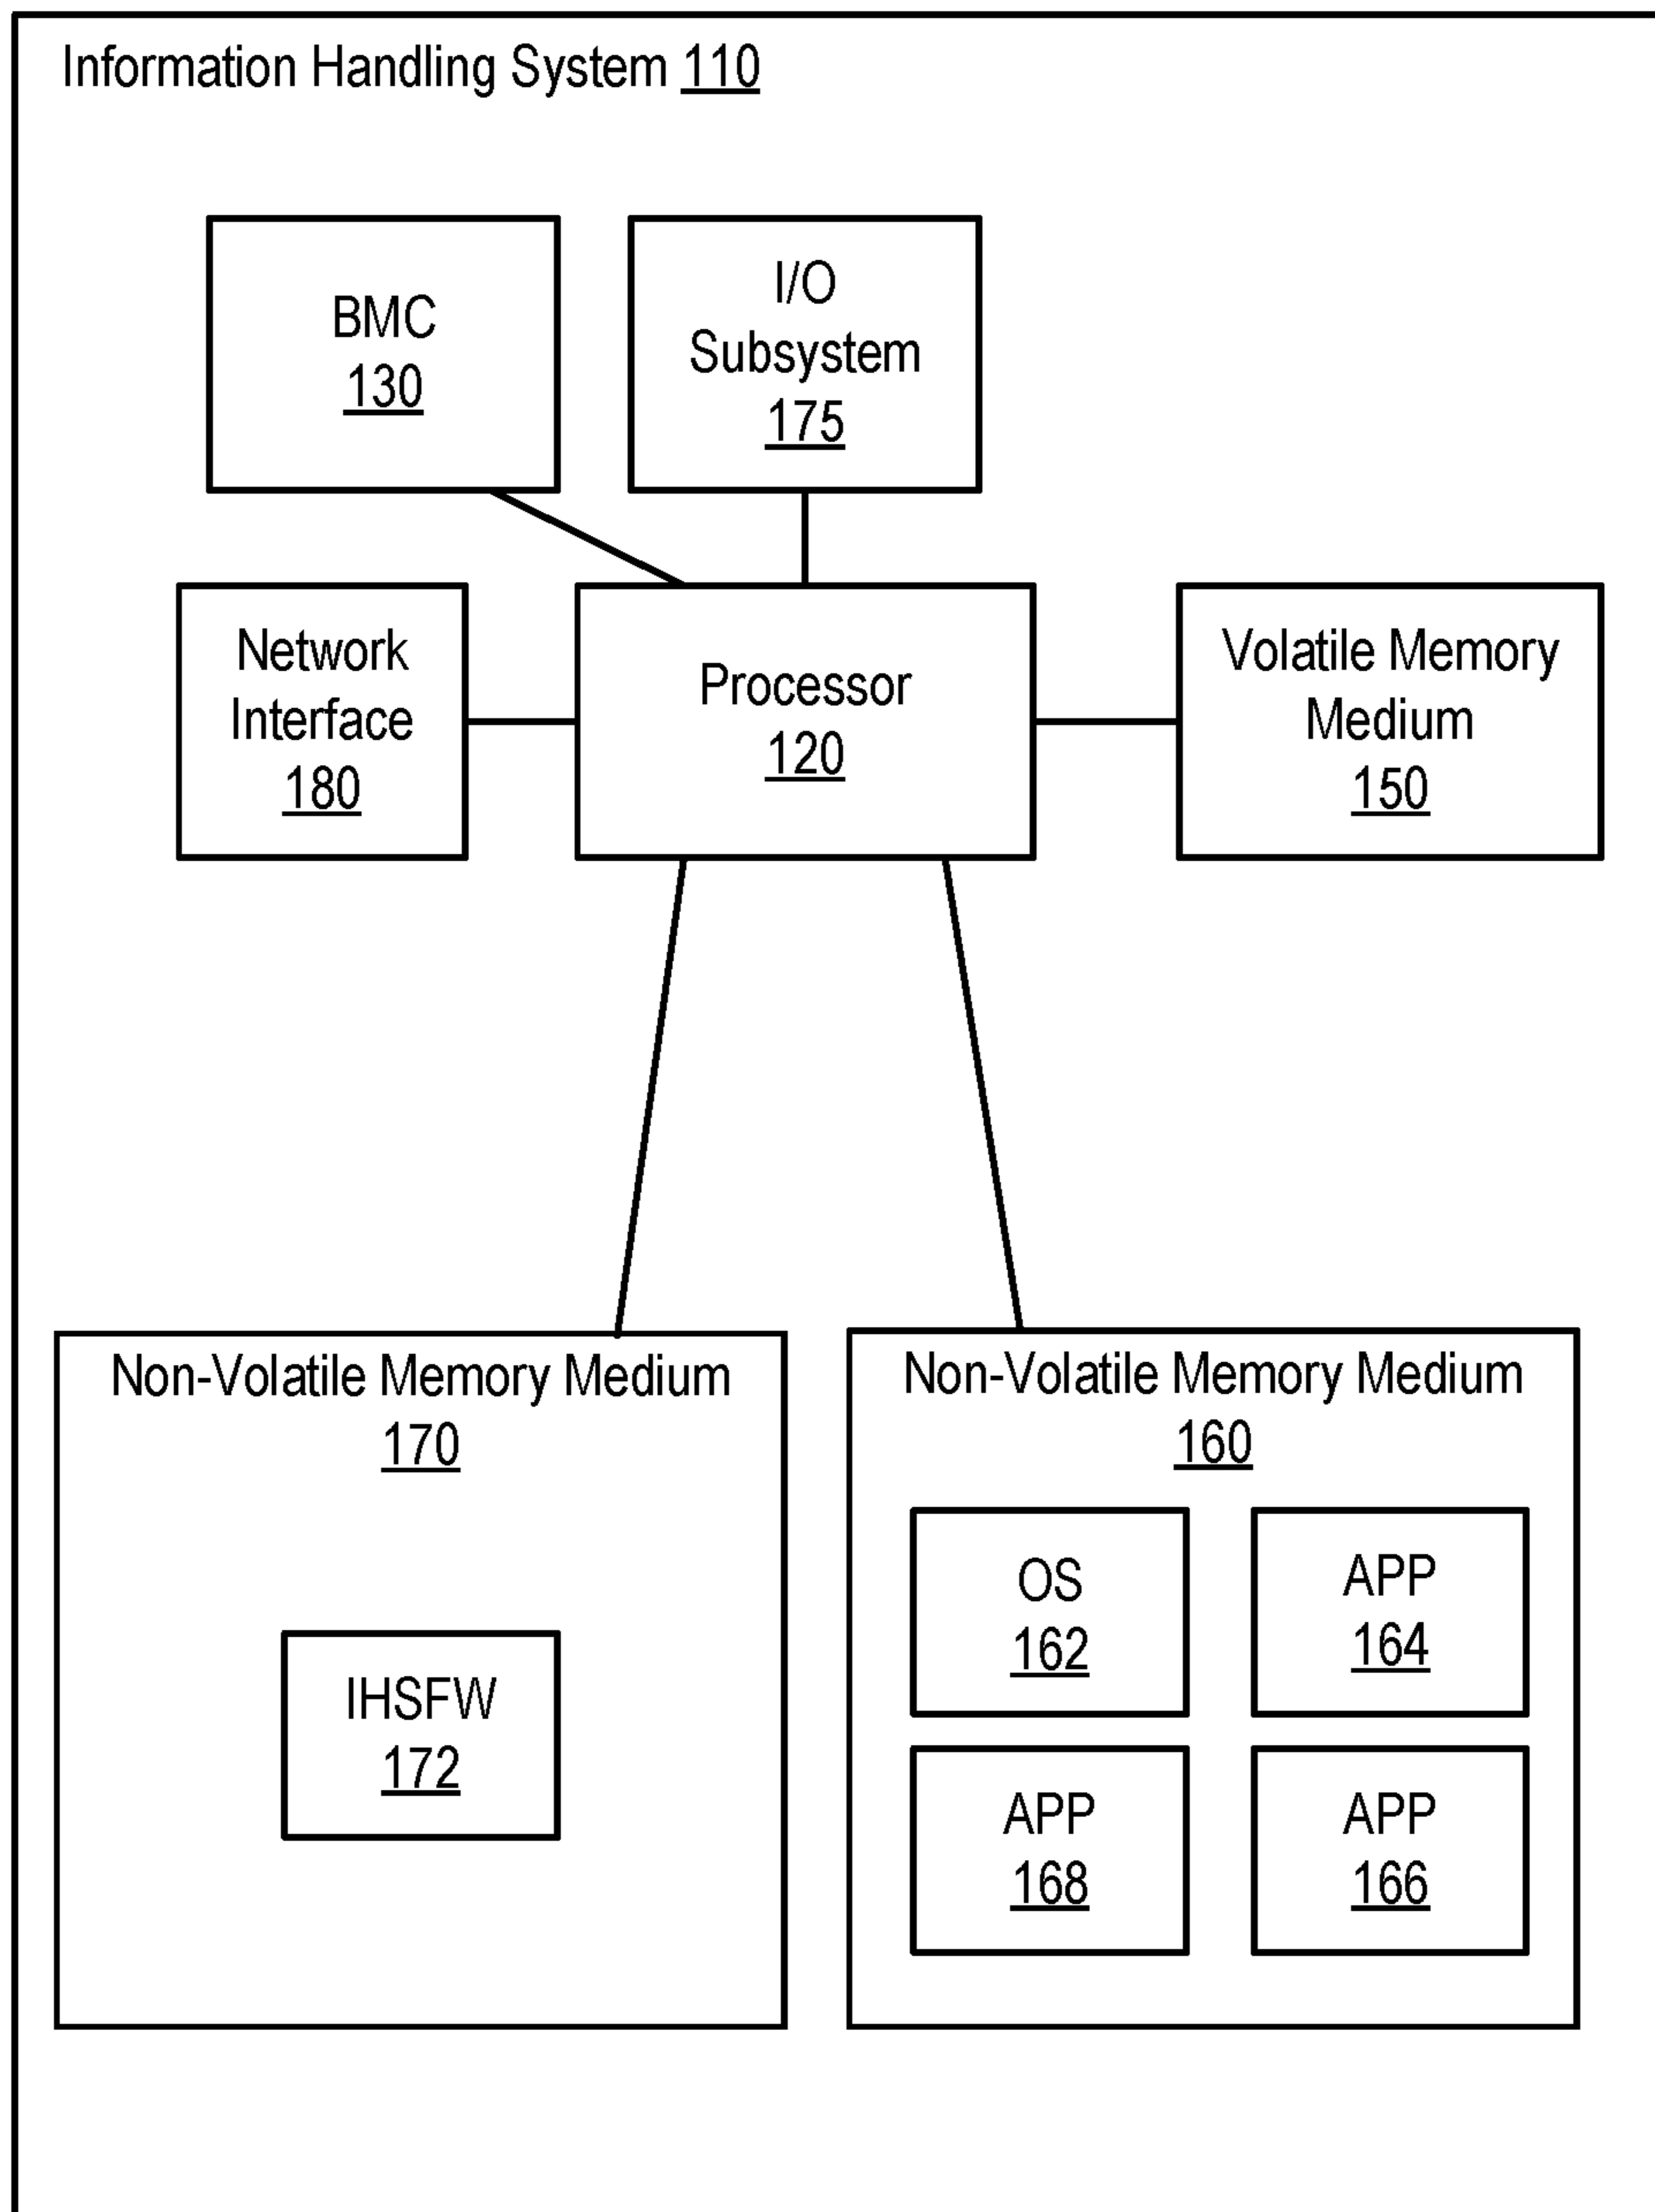 Information Handling System 110
BMC
130
I/O
Subsystem
175
Network
Interface
180
Processor
120
Volatile Memory
Medium
150
Non-Volatile Memory Medium
170
IHSFW
172
Non-Volatile Memory Medium
160
OS
162
APP
164
APP
168
APP
166